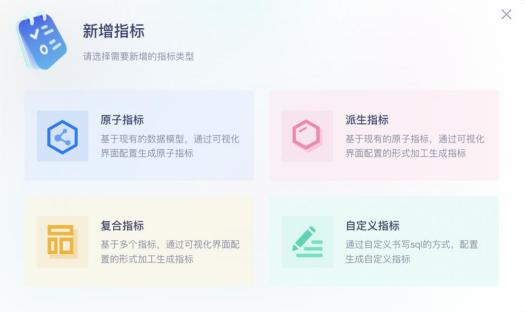 新增指标
请选择需要新增的指标类型
原子指标
基于现有的数据模型，通过可视化
界面配置生成原子指标
派生指标
基于现有的原子指标，通过可视化
界面配置的形式加工生成指标
复合指标
基于多个指标，通过可视化界面配
置的形式加工生成指标
自定义指标
通过自定义书写sql的方式，配置
生成自定义指标